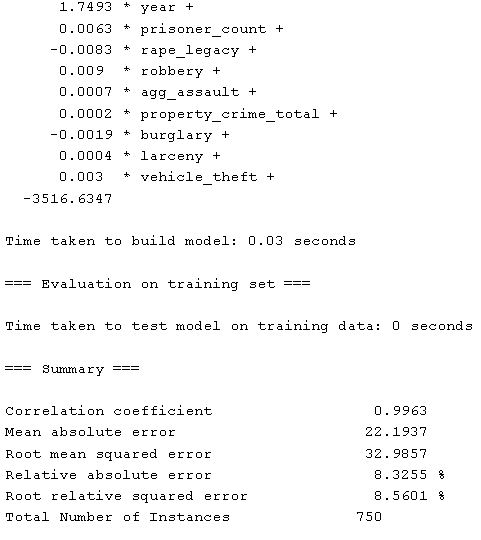 1.7493 * year +
0.0063 * prisoner_count +
-0.0083 * rape_legacy +
0.009 * robbery +
0.0007 * agg_assault +
0.0002 * property_crime_total +
-0.0019 * burglary +
0.0004 * larceny +
0.003 * vehicle_theft +
-3516.6347
Time taken to build model: 0.03 seconds
=== Evaluation on training set ===
Time taken to test model on training data: 0 seconds
=== Summary ===
Correlation coefficient 0.9963
Mean absolute error 22.1937
Root mean squared error 32.9857
Relative absolute error 8.3255 %
Root relative squared error 8.5601 %
Total Number of Instances 750